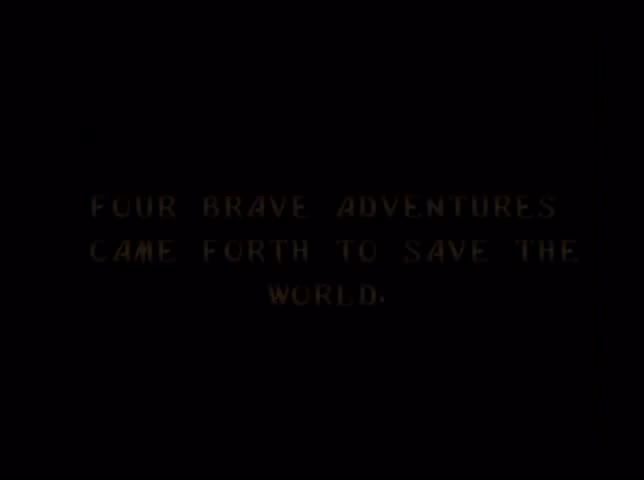 FOUR BRAVE ADVENTURES
CAME FORTH TO SAVE THE
WORLD.